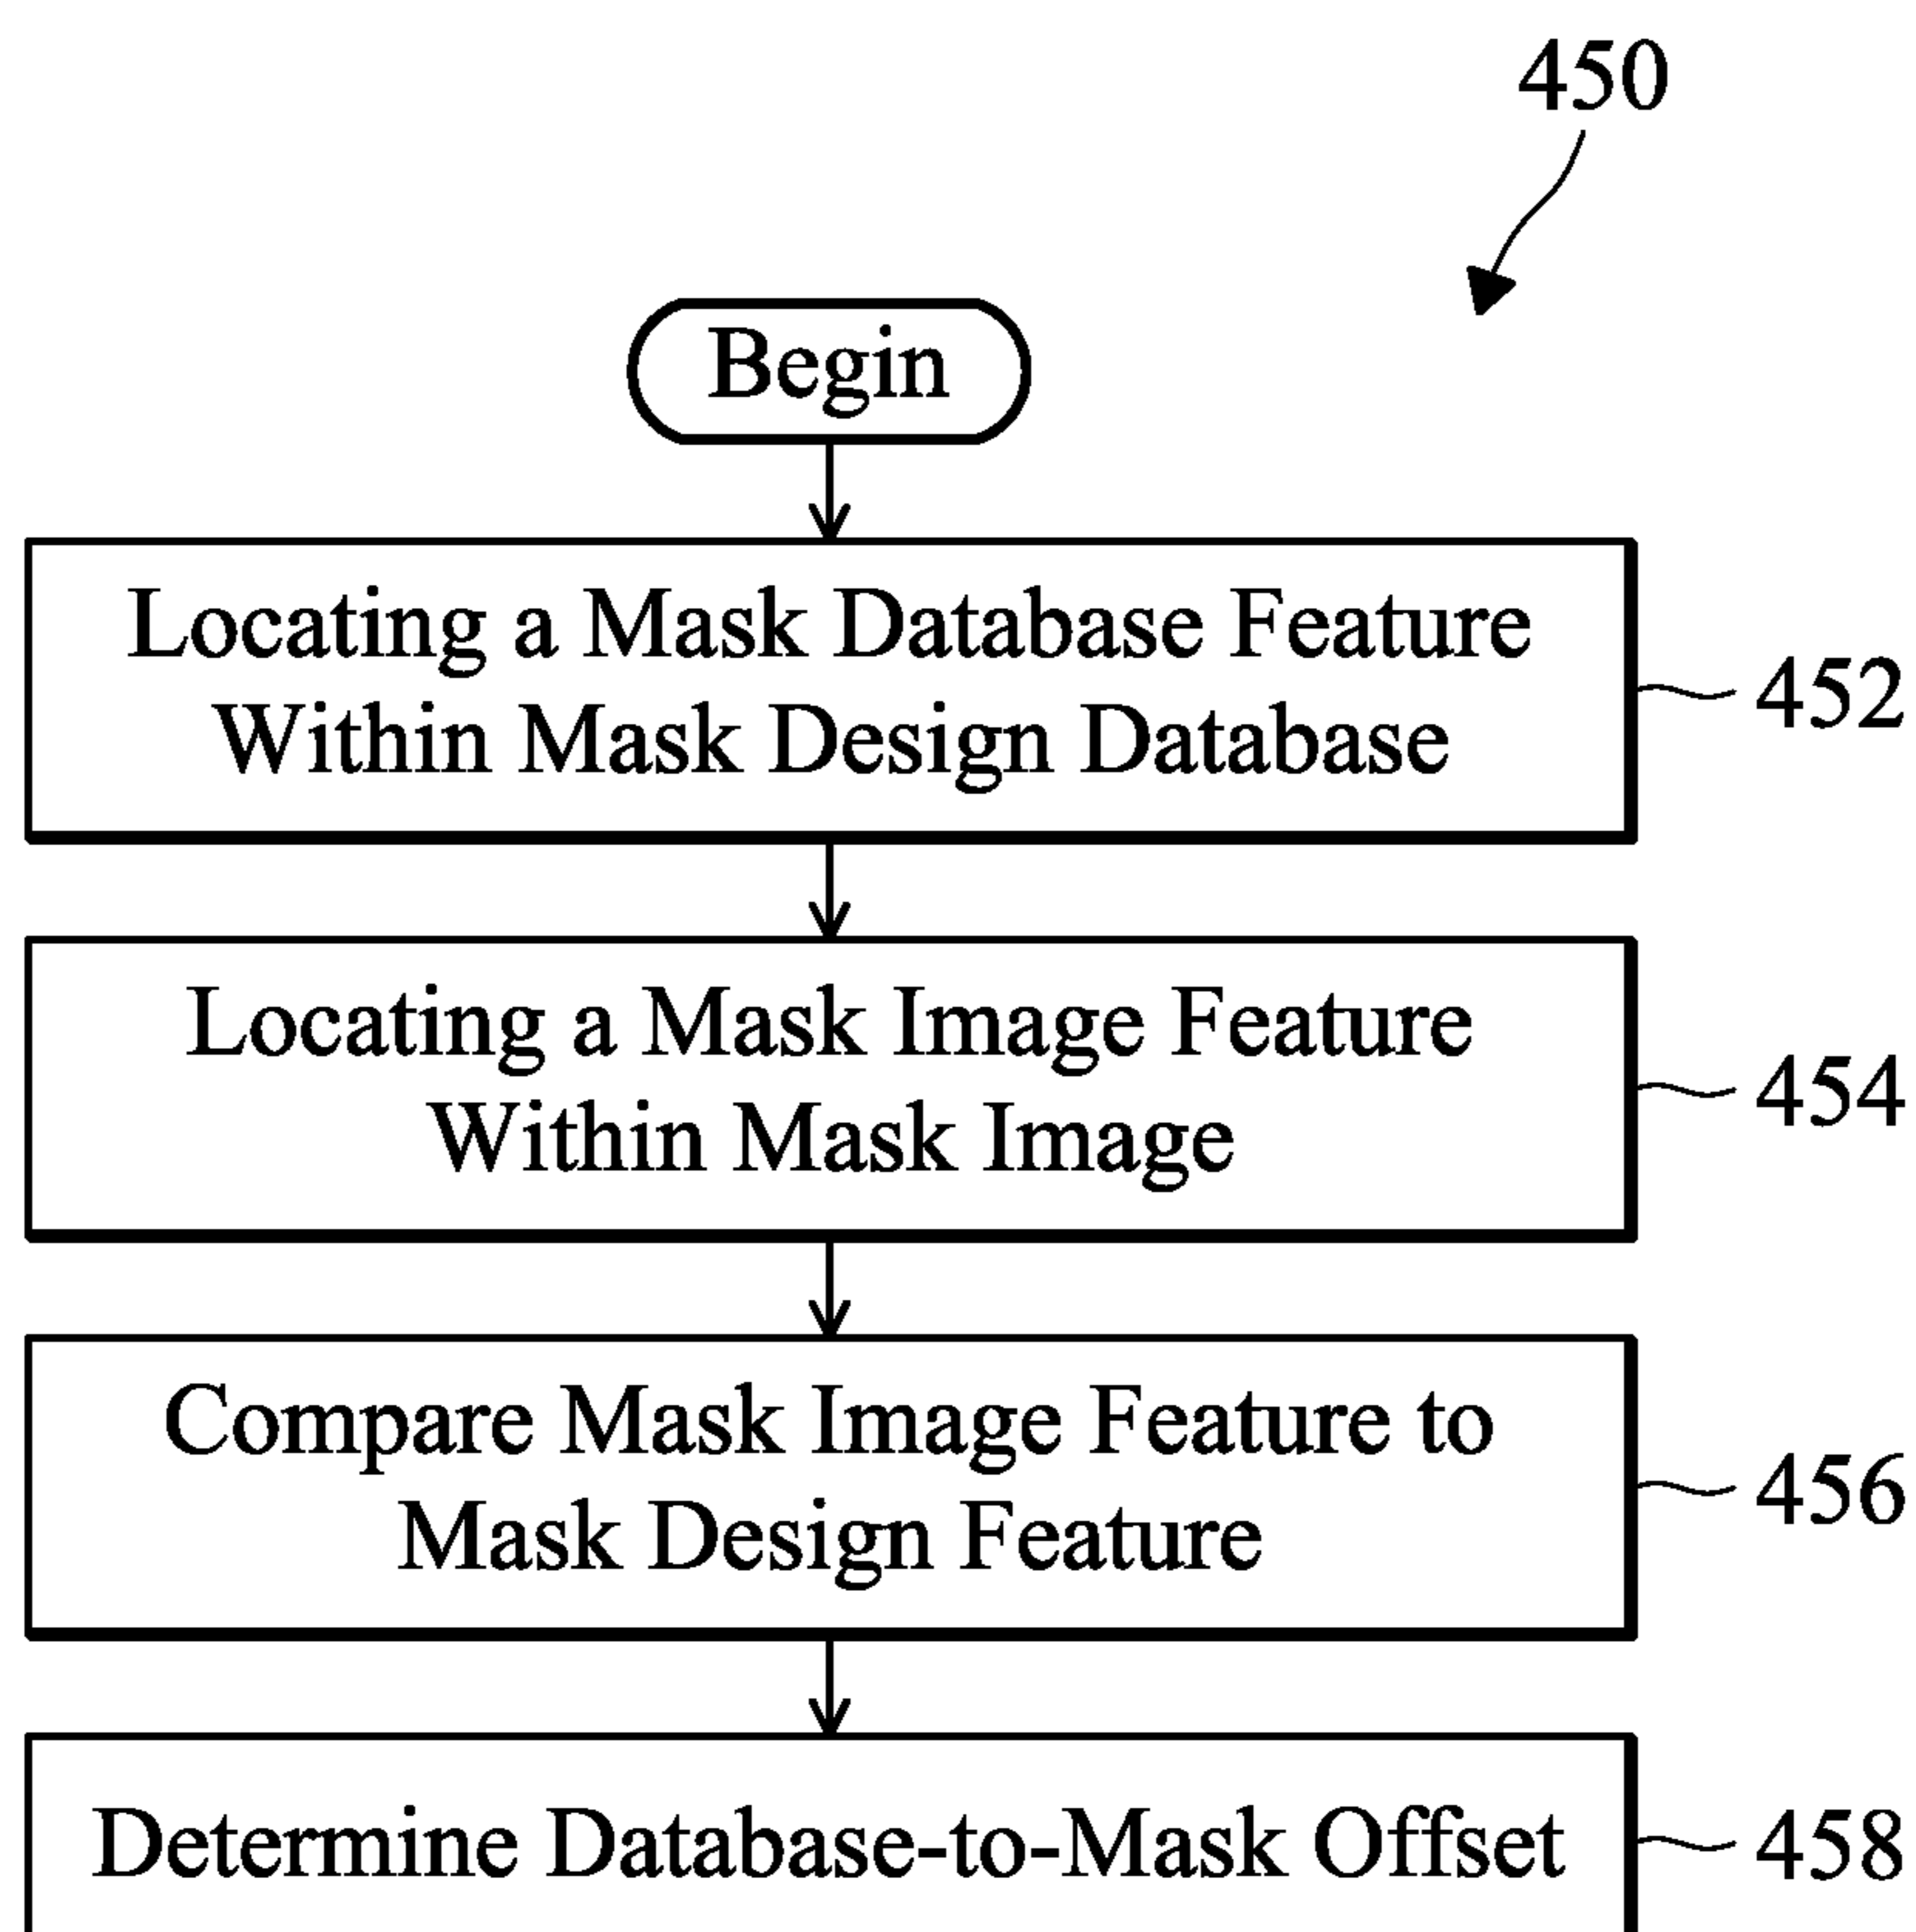 450
Begin
Locating a Mask Database Feature
Within Mask Design Database
452
Locating a Mask Image Feature
Within Mask Image
454
Compare Mask Image Feature to
Mask Design Feature
456
Determine Database-to-Mask Offset
458